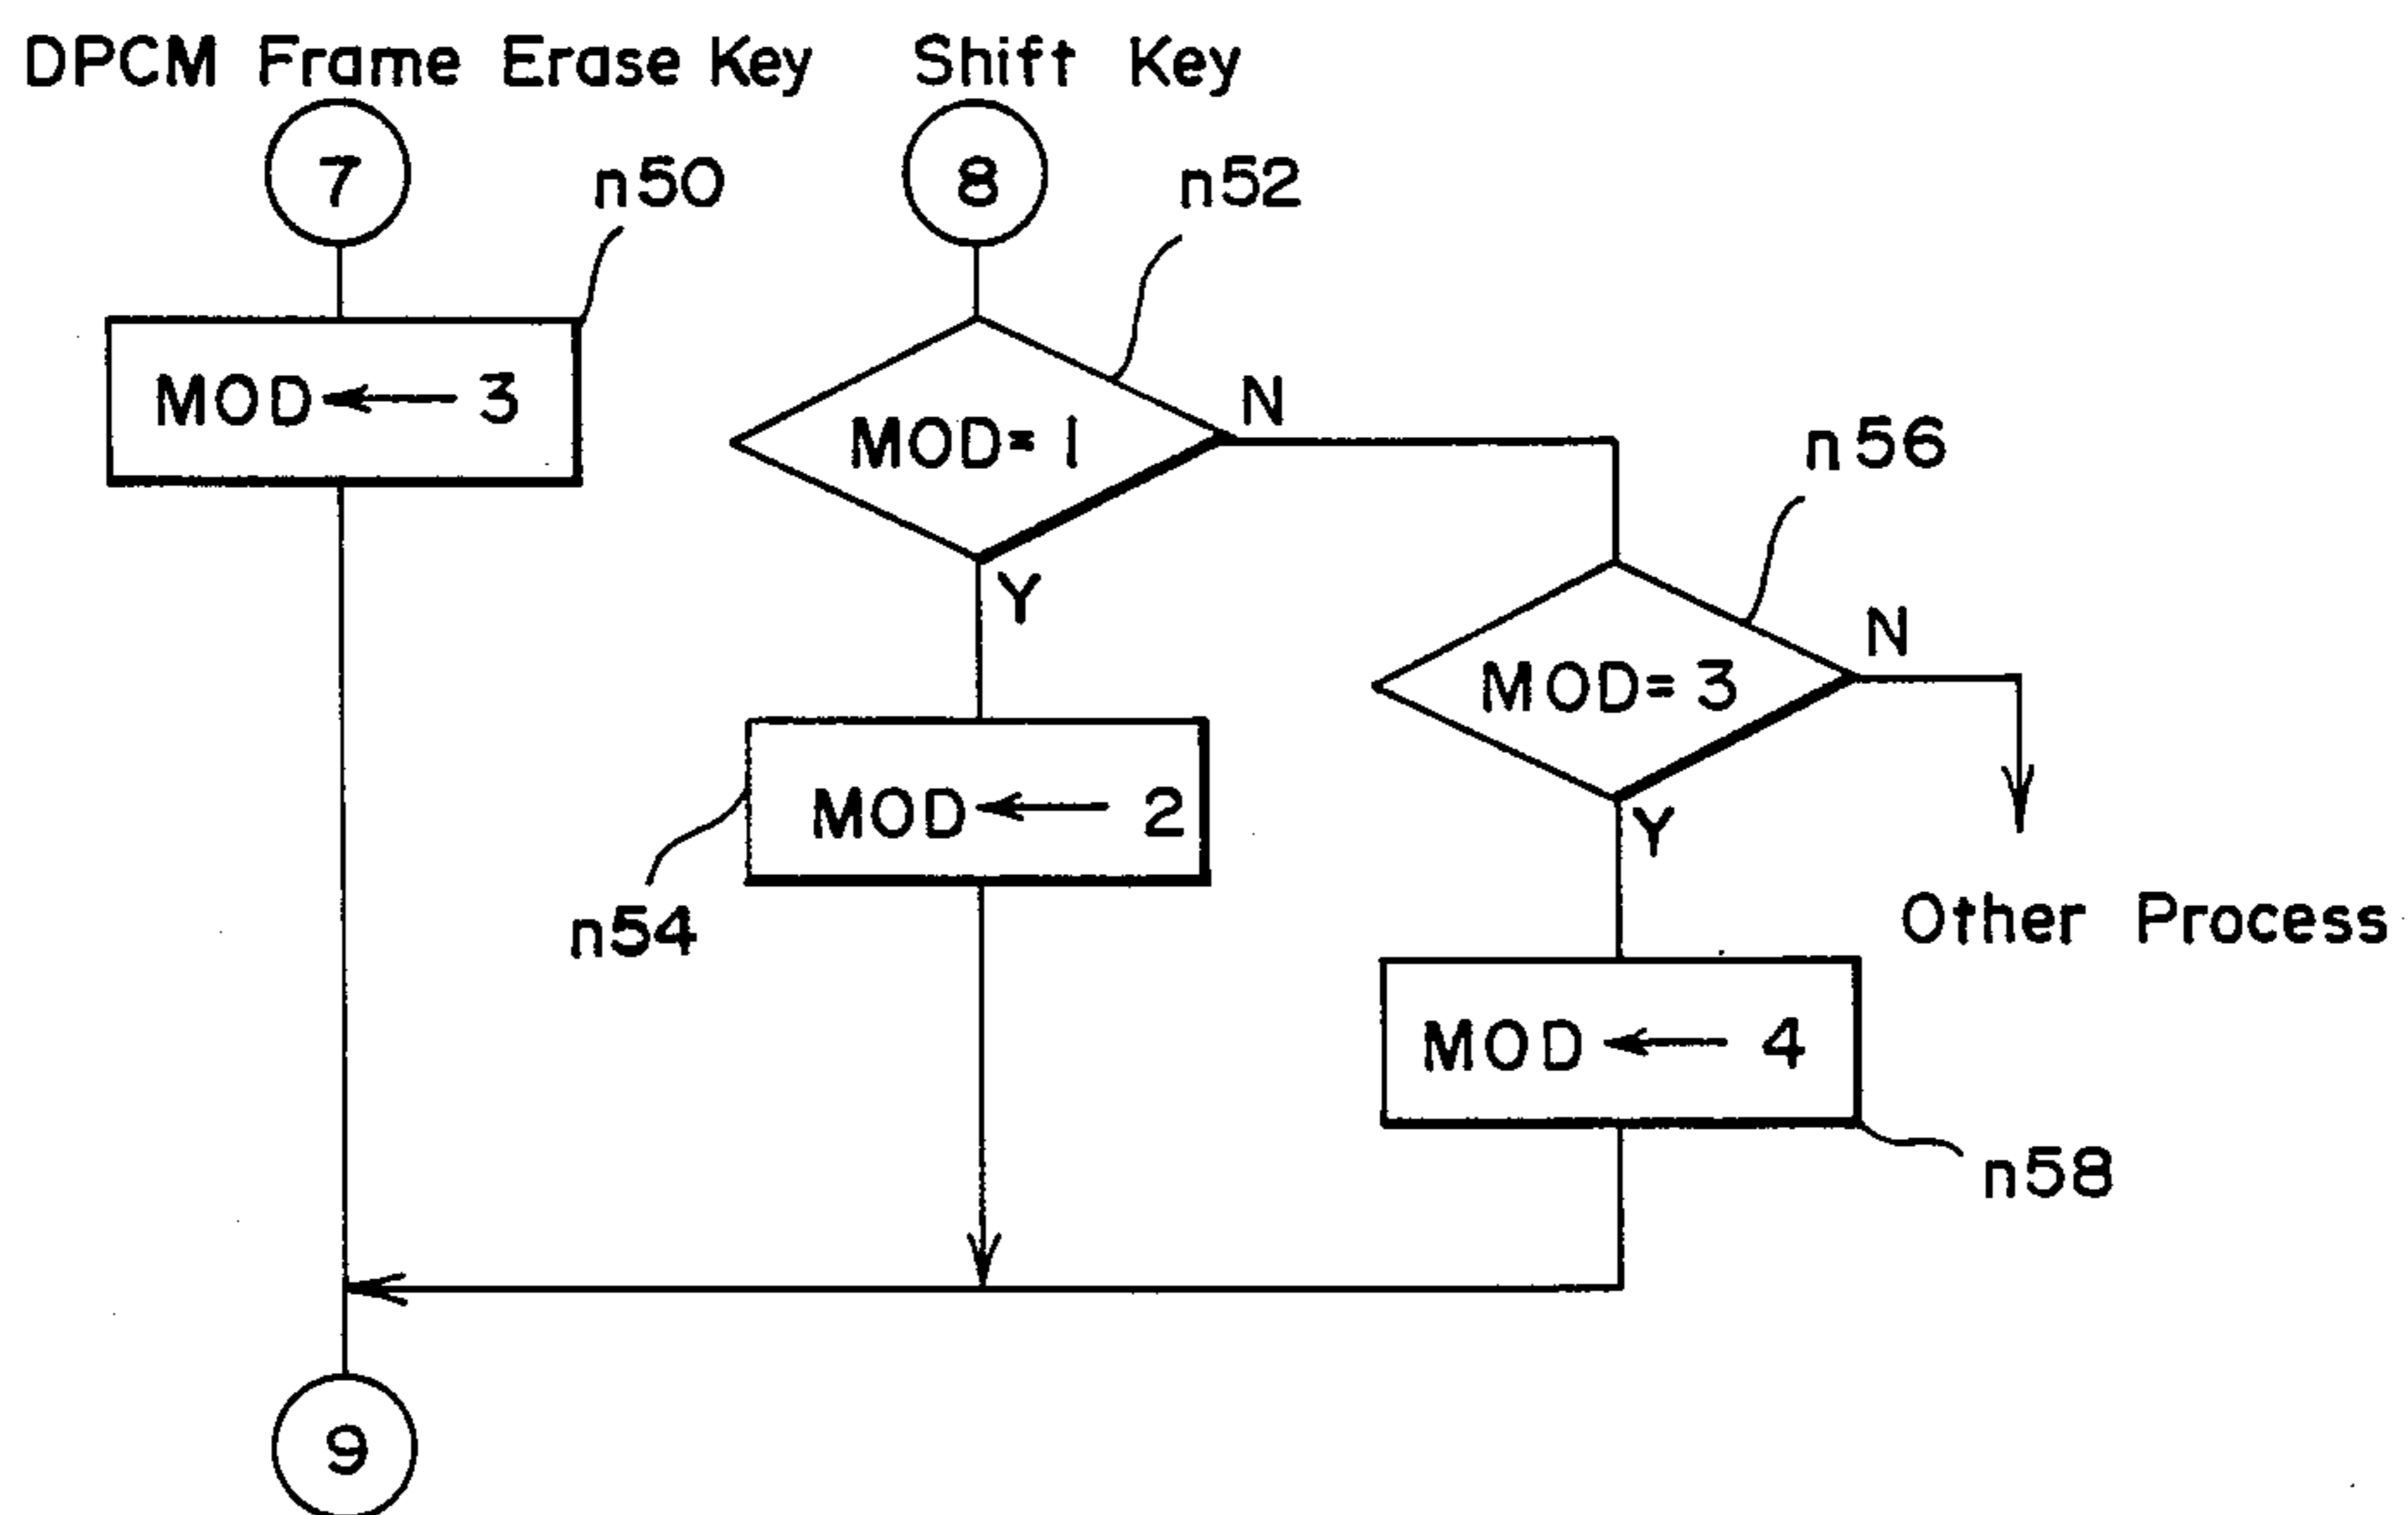 DPCM Frame Erase Key
Shift Key
7
8
n50
n52
MOD ← 3
MOD = 1
N
Y
n56
MOD = 3
N
Y
MOD ← 2
n54
Other Process
MOD ← 4
n58
9